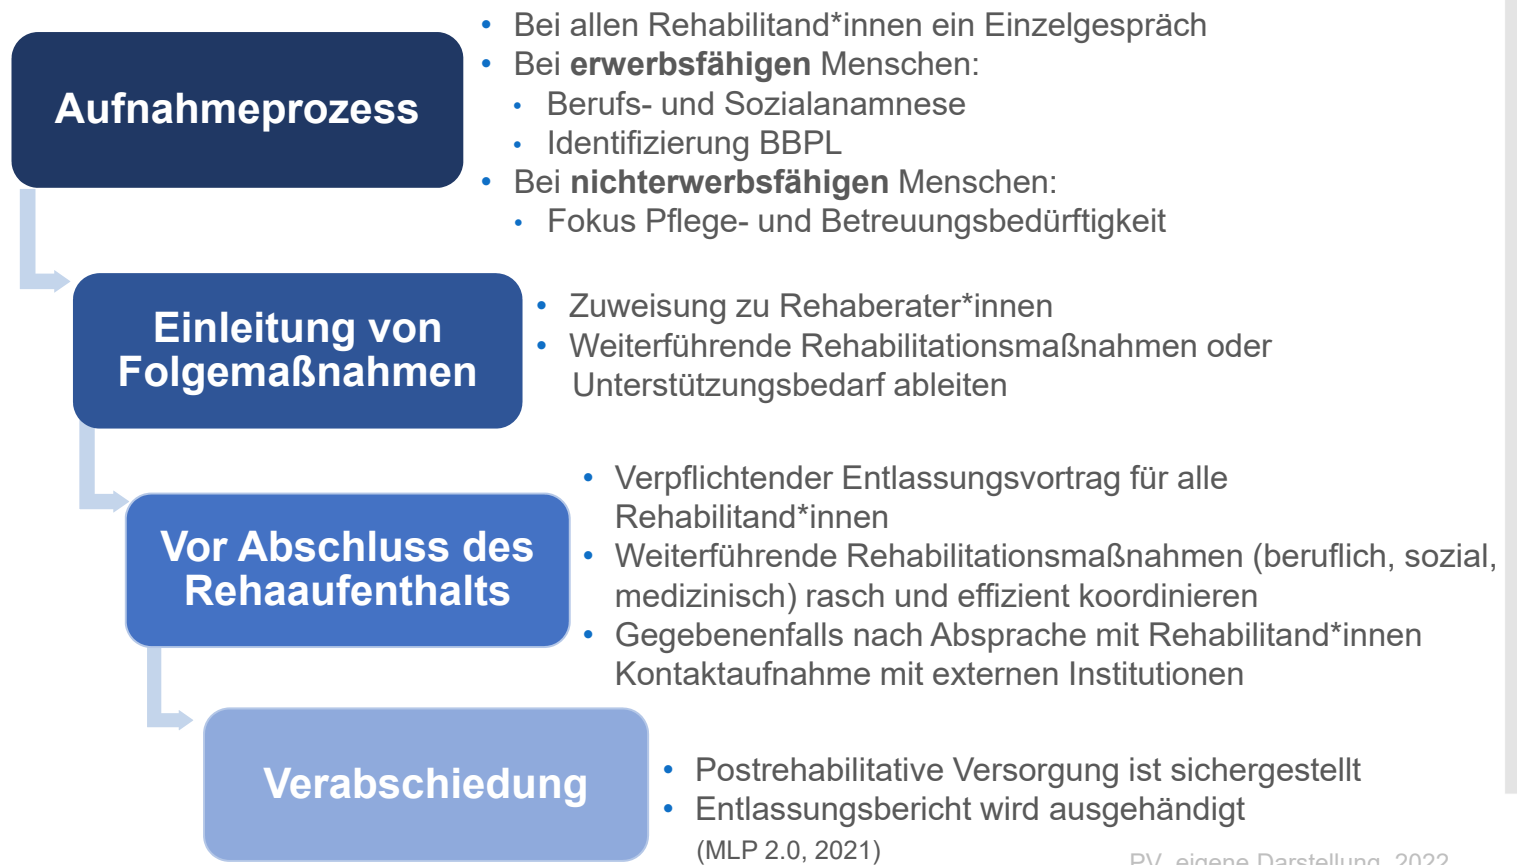 Aufnahmeprozess
• Bei allen Rehabilitand*innen ein Einzelgespräch
• Bei erwerbsfähigen Menschen:
• Berufs- und Sozialanamnese
• Identifizierung BBPL
• Bei nichterwerbsfähigen Menschen:
• Fokus Pflege- und Betreuungsbedürftigkeit
Einleitung von
Folgemaßnahmen
• Zuweisung zu Rehaberater*innen
• Weiterführende Rehabilitationsmaßnahmen oder
Unterstützungsbedarf ableiten
Vor Abschluss des
Rehaaufenthalts
• Verpflichtender Entlassungsvortrag für alle
Rehabilitand*innen
• Weiterführende Rehabilitationsmaßnahmen (beruflich, sozial,
medizinisch) rasch und effizient koordinieren
• Gegebenenfalls nach Absprache mit Rehabilitand*innen
Kontaktaufnahme mit externen Institutionen
Verabschiedung
• Postrehabilitative Versorgung ist sichergestellt
• Entlassungsbericht wird ausgehändigt
(MLP 2.0, 2021)
PV, eigene Darstellung, 2022